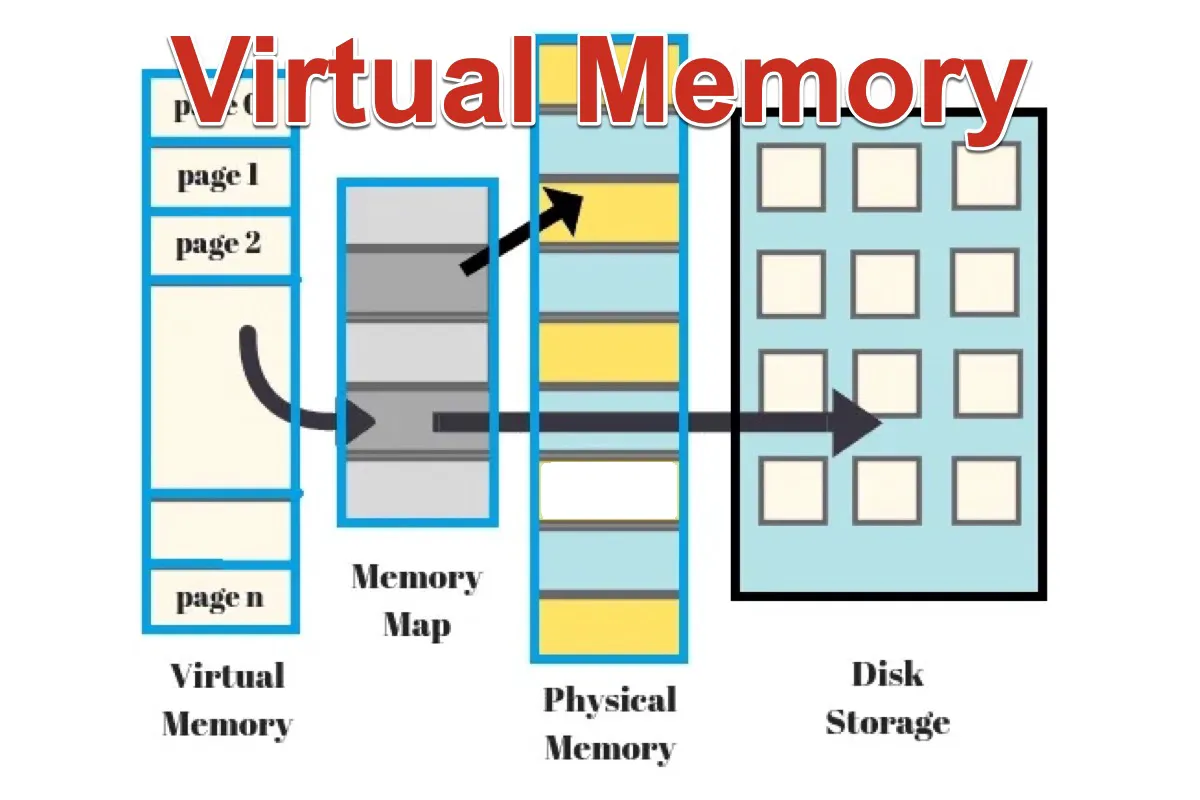 Virtual Memory
page 0
page 1
page 2
page n
Virtual
Memory
Memory
Map
Physical
Memory
Disk
Storage